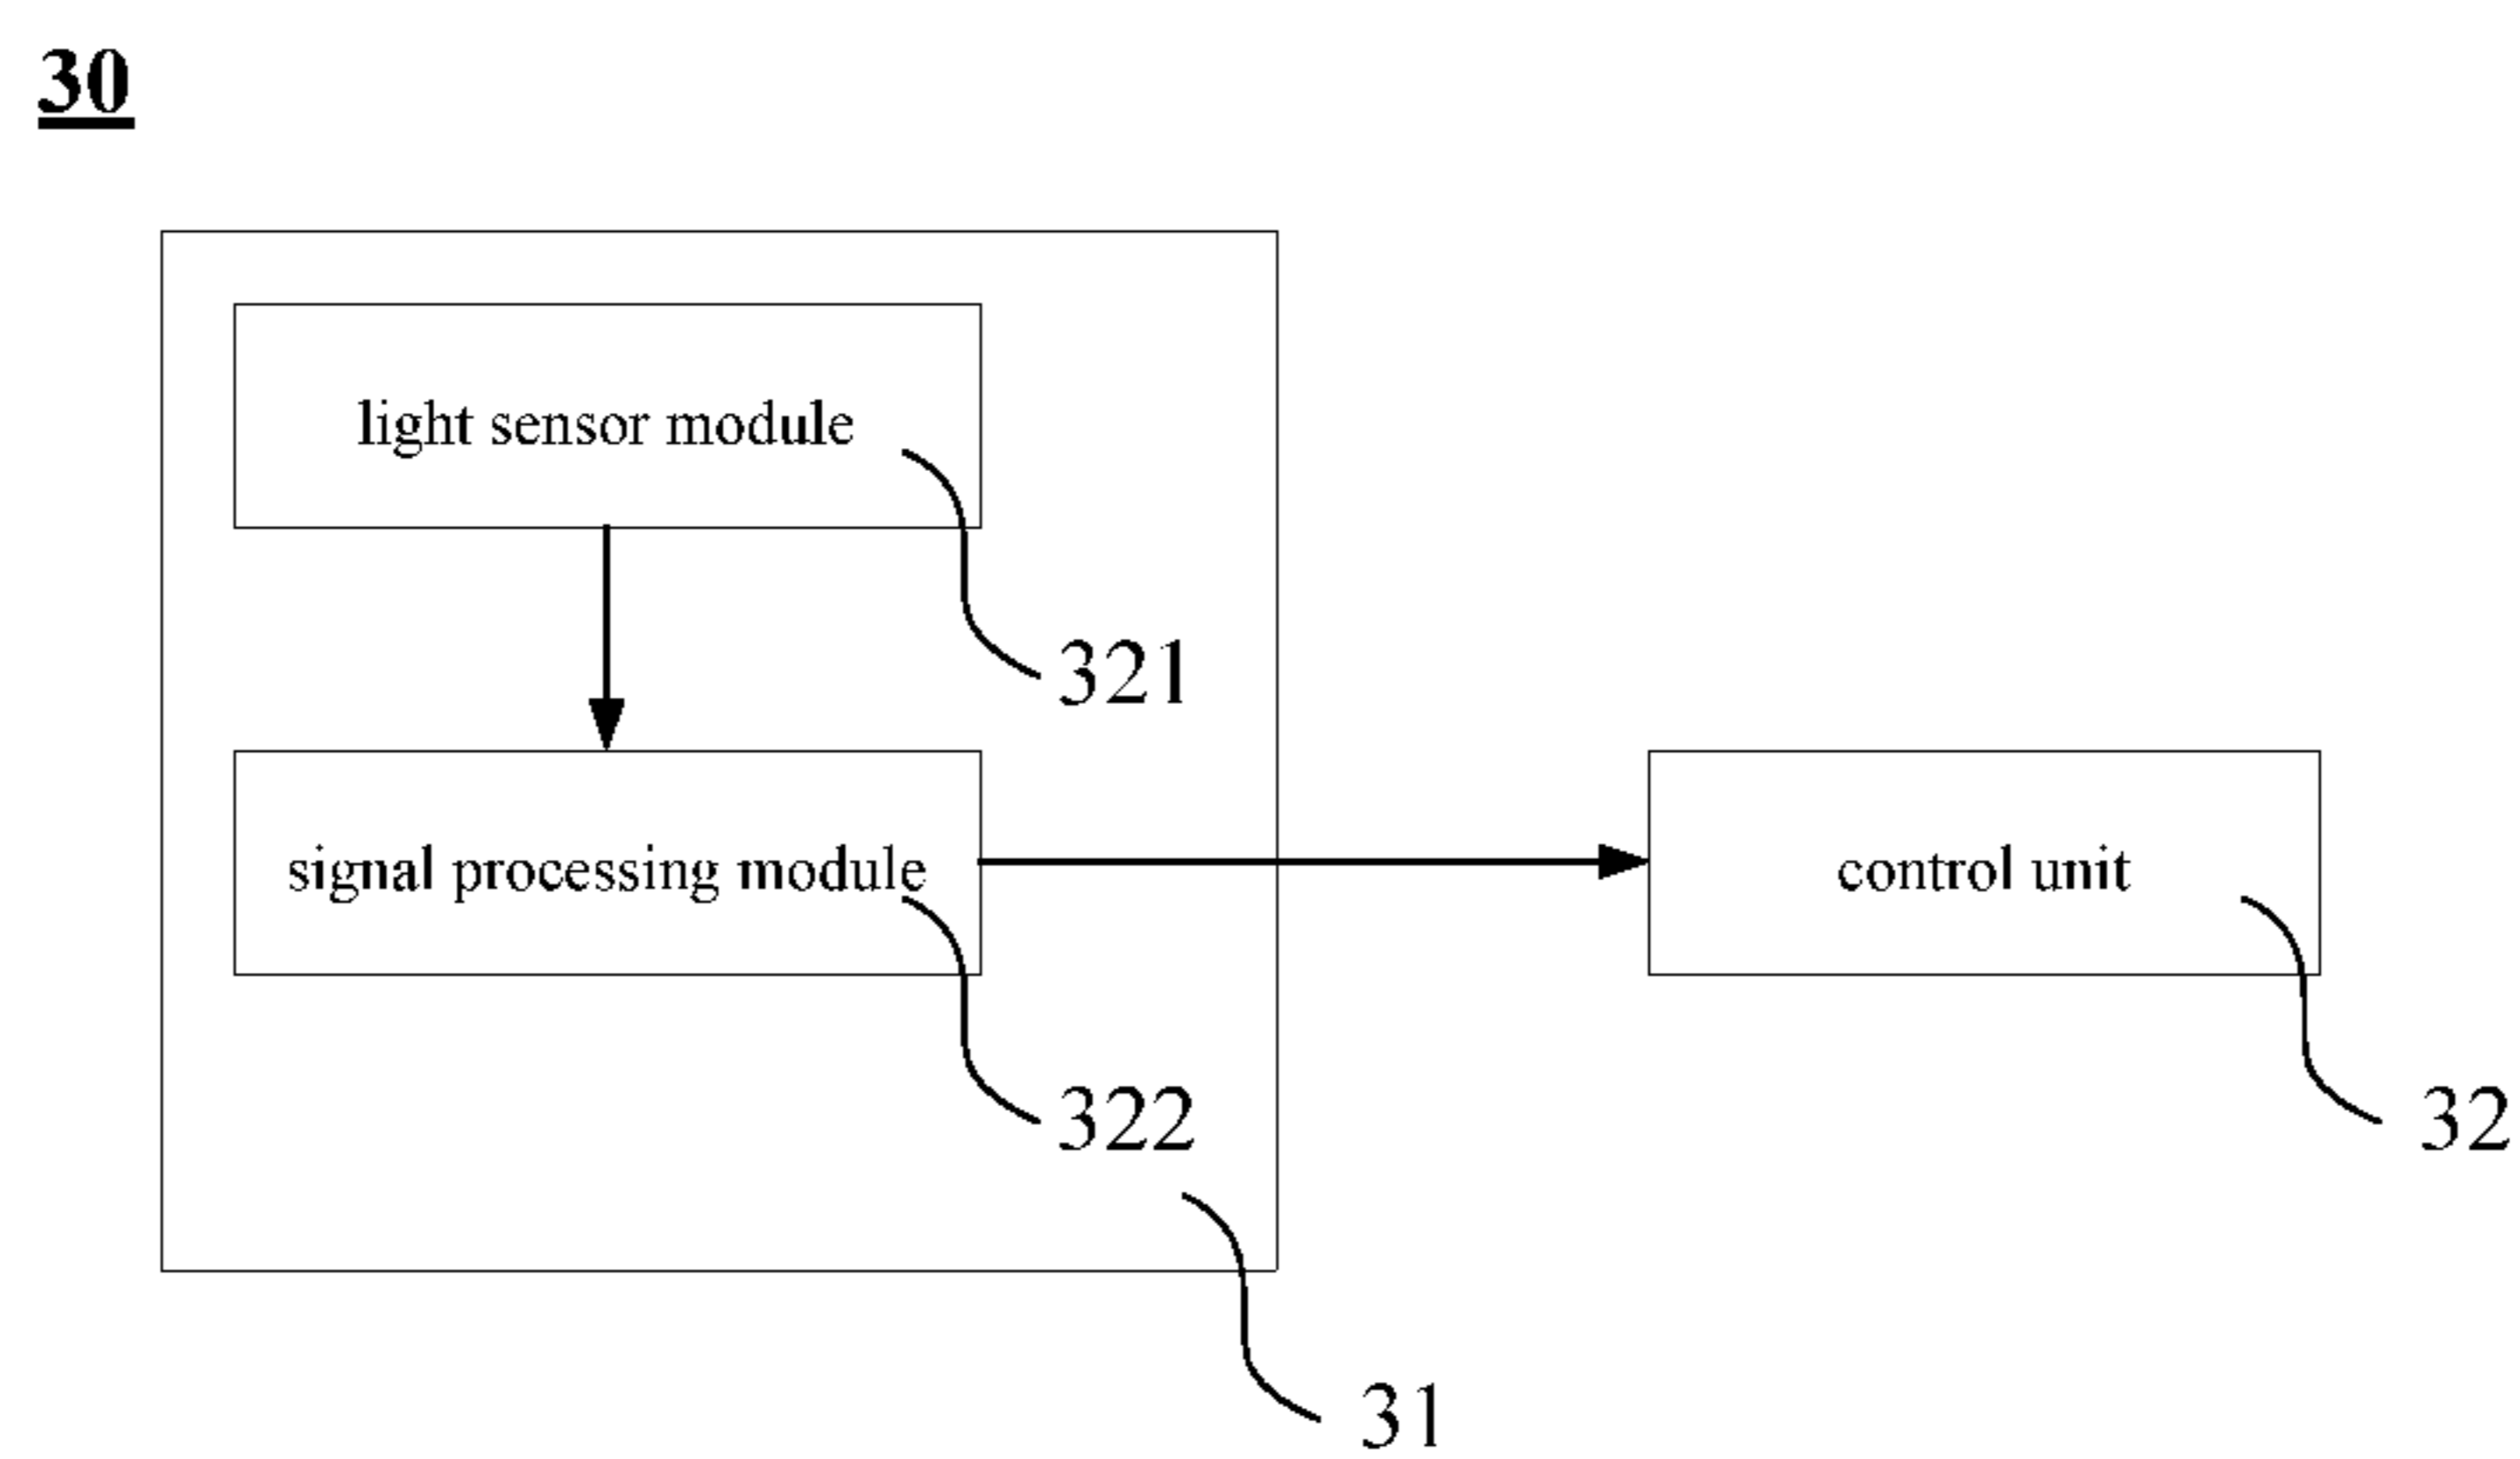 30
light sensor module
321
signal processing module
control unit
322
32
31